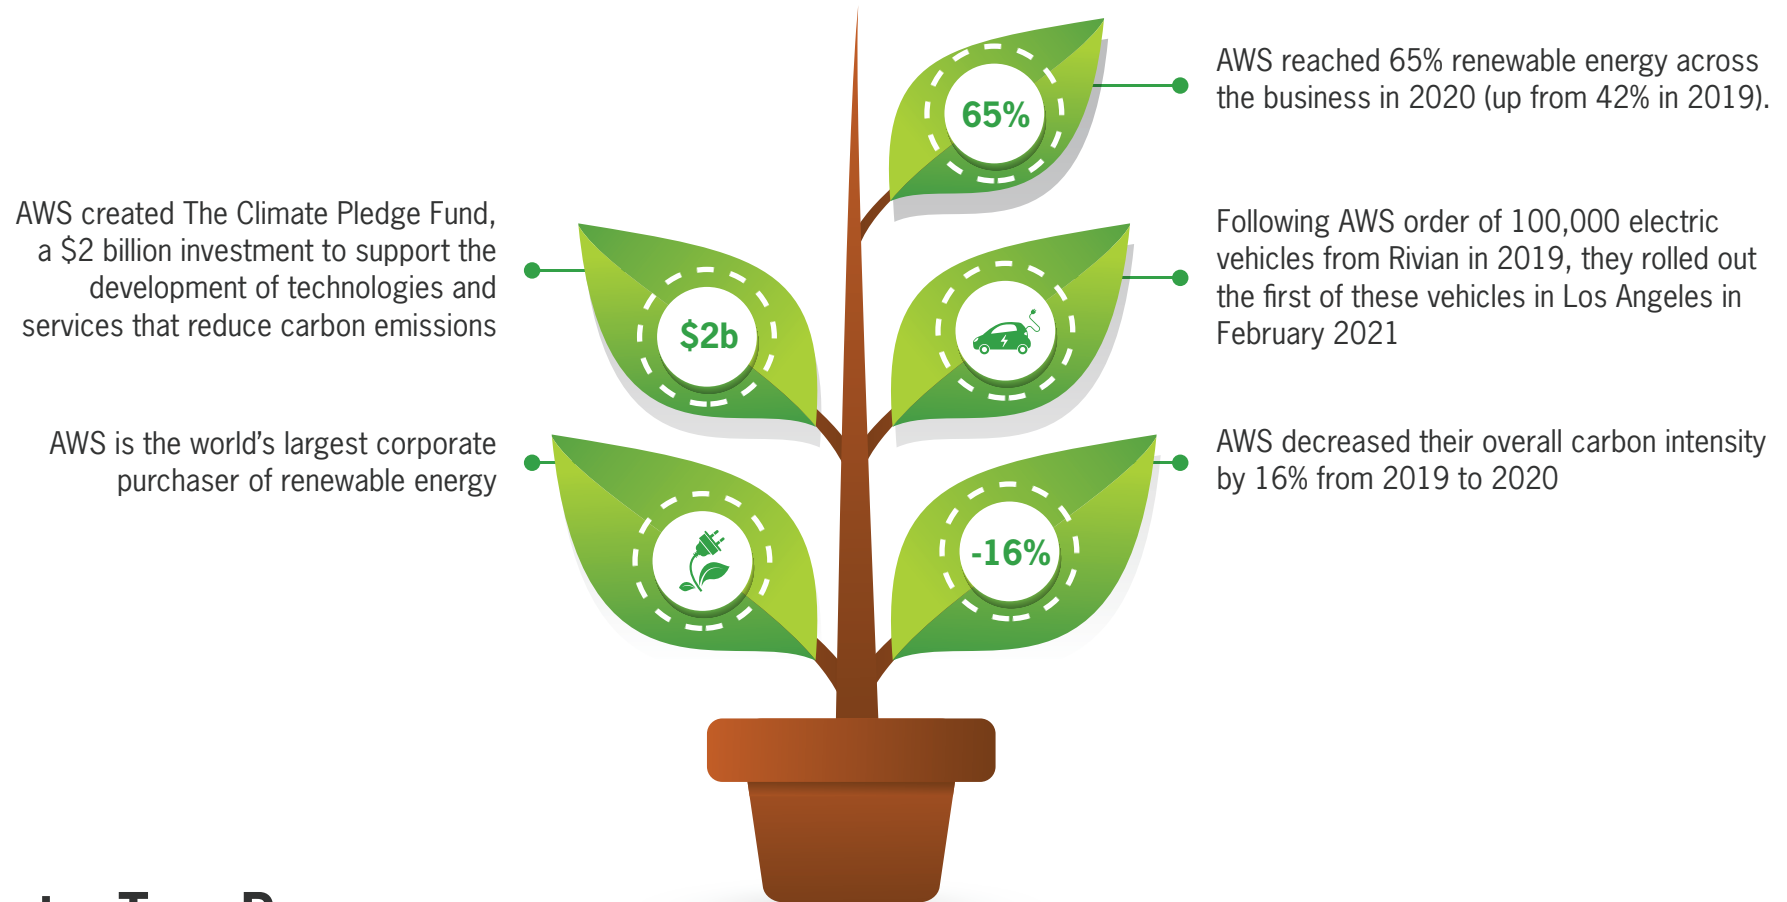 65%
AWS reached 65% renewable energy across
the business in 2020 (up from 42% in 2019).
AWS created The Climate Pledge Fund,
a $2 billion investment to support the
development of technologies and
services that reduce carbon emissions
$2b
Following AWS order of 100,000 electric
vehicles from Rivian in 2019, they rolled out
the first of these vehicles in Los Angeles in
February 2021
AWS is the world’s largest corporate
purchaser of renewable energy
-16%
AWS decreased their overall carbon intensity
by 16% from 2019 to 2020